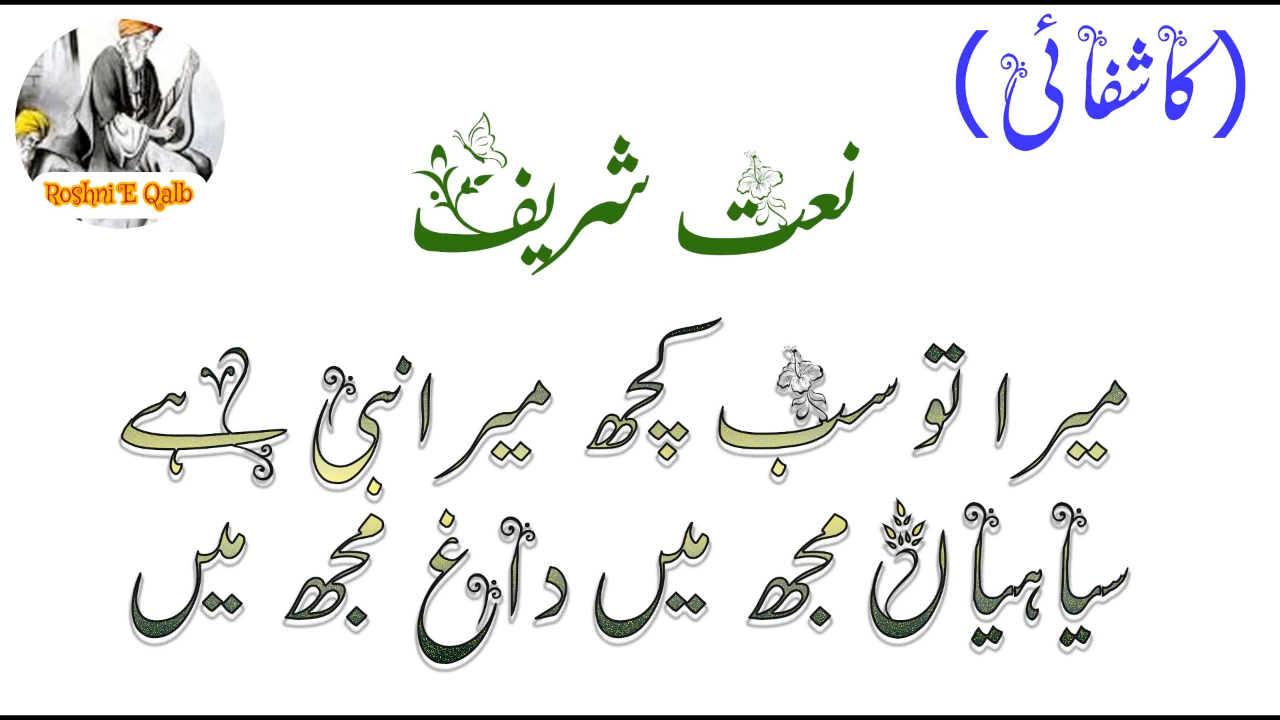 (کاشفائی)
Roshni E Qalb
نعت شریف
میرا تو سب کچھ میرا نبی ہے
سیاہیاں مجھ میں داغ مجھ میں